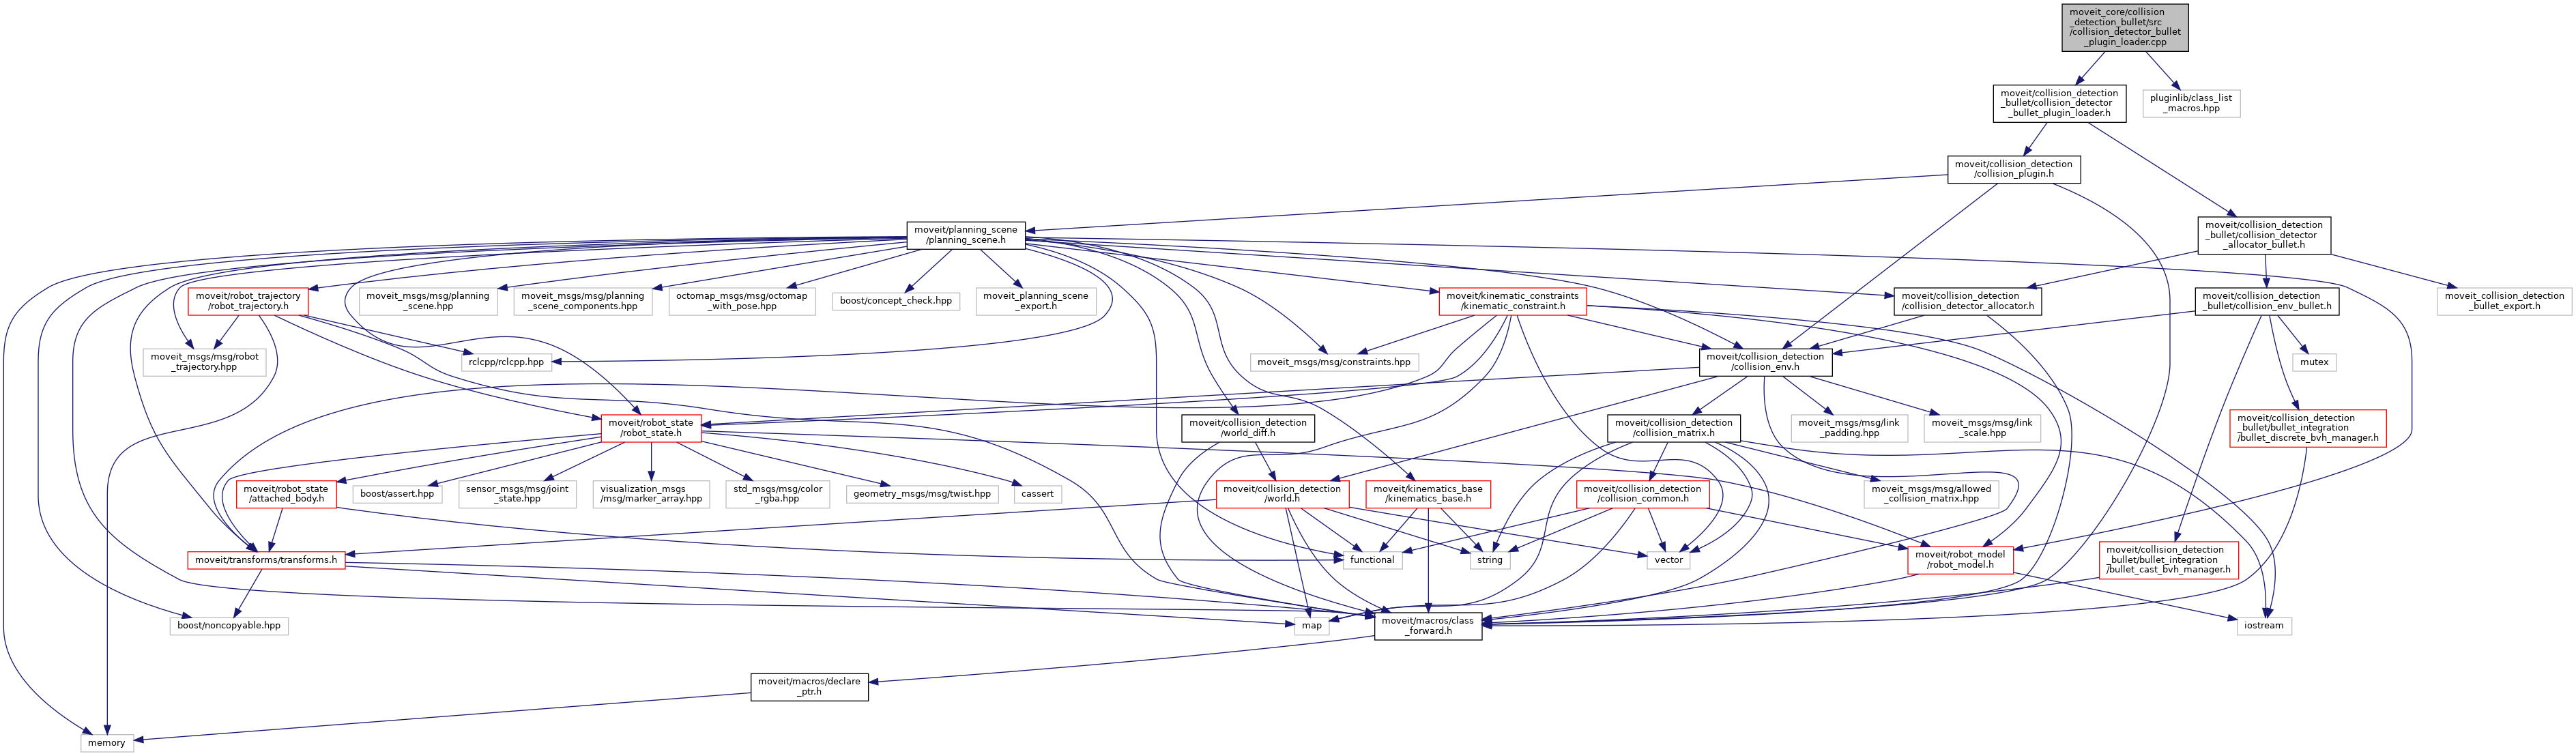 moveit_core/collision
_detection_bullet/src
/collision_detector_bullet
_plugin_loader.cpp
moveit/collision_detection
_bullet/collision_detector
_bullet_plugin_loader.h
pluginlib/class_list
_macros.hpp
moveit/collision_detection
/collision_plugin.h
moveit/planning_scene
/planning_scene.h
moveit/collision_detection
_bullet/collision_detector
_allocator_bullet.h
moveit/robot_trajectory
/robot_trajectory.h
moveit_msgs/msg/planning
_scene.hpp
moveit_msgs/msg/planning
_scene_components.hpp
octomap_msgs/msg/octomap
_with_pose.hpp
boost/concept_check.hpp
moveit_planning_scene
_export.h
moveit/kinematic_constraints
/kinematic_constraint.h
moveit/collision_detection
/collision_detector_allocator.h
moveit/collision_detection
_bullet/collision_env_bullet.h
moveit_collision_detection
_bullet_export.h
moveit_msgs/msg/robot
_trajectory.hpp
rclcpp/rclcpp.hpp
moveit_msgs/msg/constraints.hpp
moveit/collision_detection
/collision_env.h
mutex
moveit/robot_state
/robot_state.h
moveit/collision_detection
/world_diff.h
moveit/collision_detection
/collision_matrix.h
moveit_msgs/msg/link
_padding.hpp
moveit_msgs/msg/link
_scale.hpp
moveit/collision_detection
_bullet/bullet_integration
/bullet_discrete_bvh_manager.h
moveit/robot_state
/attached_body.h
boost/assert.hpp
sensor_msgs/msg/joint
_state.hpp
visualization_msgs
/msg/marker_array.hpp
std_msgs/msg/color
_rgba.hpp
geometry_msgs/msg/twist.hpp
cassert
moveit/collision_detection
/world.h
moveit/kinematics_base
/kinematics_base.h
moveit/collision_detection
/collision_common.h
moveit_msgs/msg/allowed
_collision_matrix.hpp
moveit/transforms/transforms.h
functional
string
vector
moveit/robot_model
/robot_model.h
moveit/collision_detection
_bullet/bullet_integration
/bullet_cast_bvh_manager.h
boost/noncopyable.hpp
map
moveit/macros/class
_forward.h
iostream
moveit/macros/declare
_ptr.h
memory